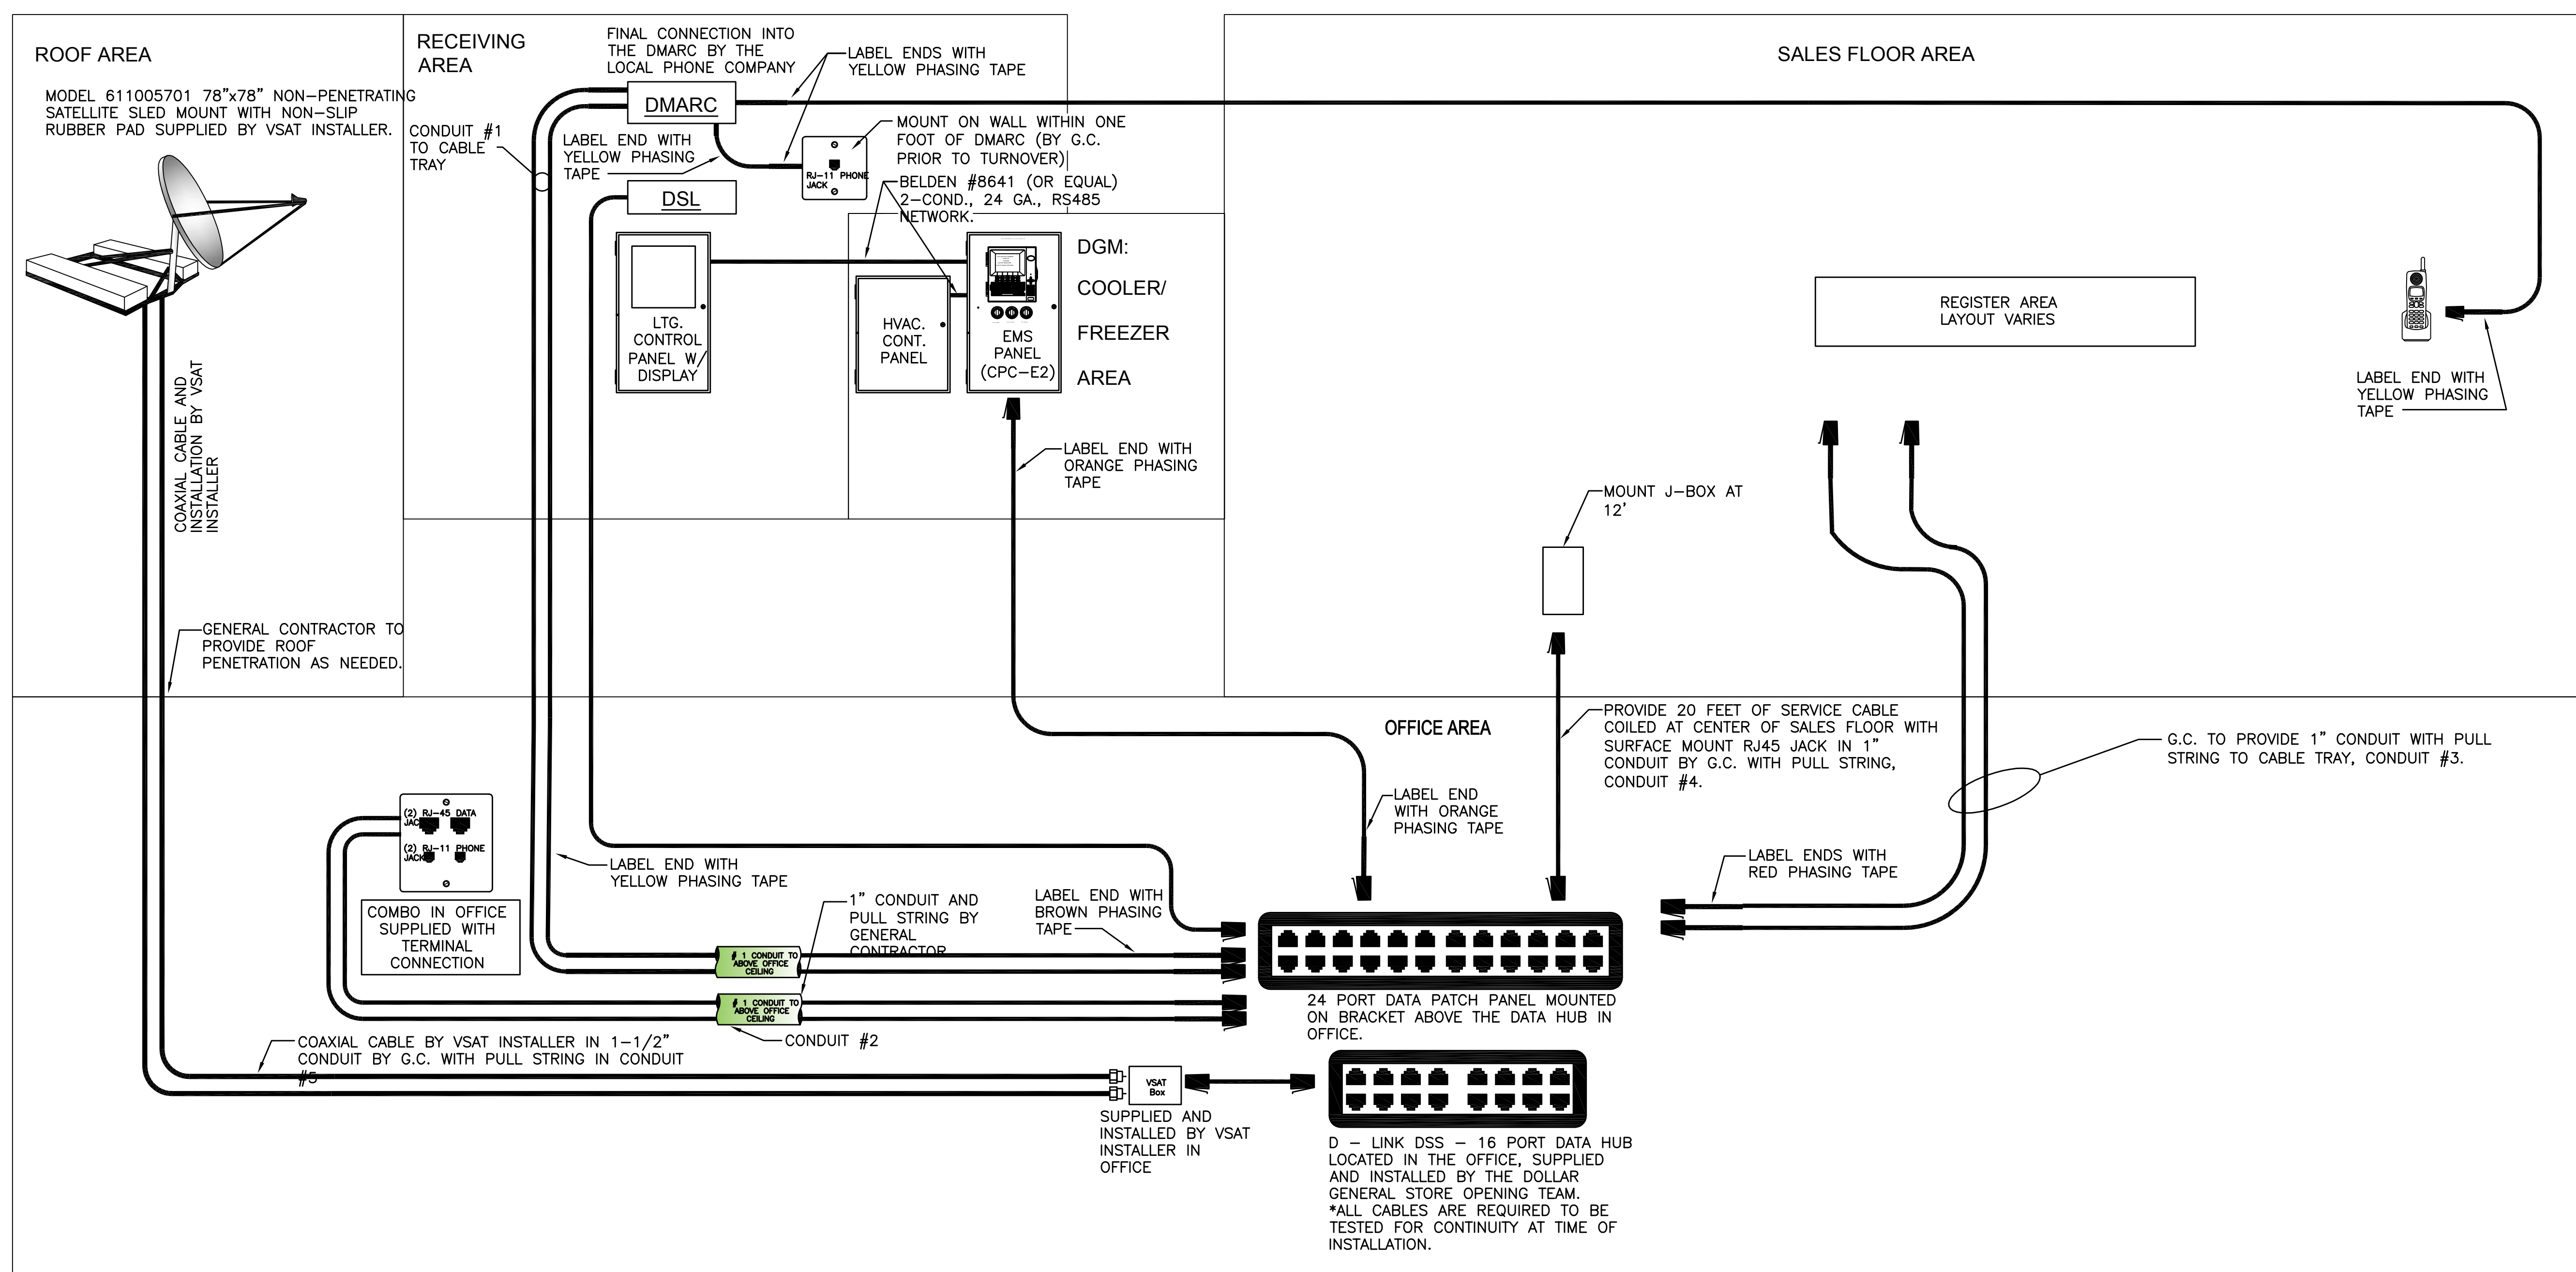 ROOF AREA
MODEL 611005701 78"x78" NON-PENETRATING
SATELLITE SLED MOUNT WITH NON-SLIP
RUBBER PAD SUPPLIED BY VSAT INSTALLER.
COAXIAL CABLE AND
INSTALLATION BY VSAT
INSTALLER
GENERAL CONTRACTOR TO
PROVIDE ROOF
PENETRATION AS NEEDED.
RECEIVING
AREA
FINAL CONNECTION INTO
THE DMARC BY THE
LOCAL PHONE COMPANY
LABEL ENDS WITH
YELLOW PHASING TAPE
DMARC
CONDUIT #1
TO CABLE
TRAY
LABEL END WITH
YELLOW PHASING
TAPE
RJ-11 PHONE
JACK
MOUNT ON WALL WITHIN ONE
FOOT OF DMARC (BY G.C.
PRIOR TO TURNOVER)
DSL
BELDEN #8641 (OR EQUAL)
2-COND., 24 GA., RS485
NETWORK.
LTG.
CONTROL
PANEL W/
DISPLAY
HVAC.
CONT.
PANEL
EMS
PANEL
(CPC-E2)
DGM:
COOLER/
FREEZER
AREA
LABEL END WITH
ORANGE PHASING
TAPE
SALES FLOOR AREA
REGISTER AREA
LAYOUT VARIES
LABEL END WITH
YELLOW PHASING
TAPE
MOUNT J-BOX AT
12'
OFFICE AREA
PROVIDE 20 FEET OF SERVICE CABLE
COILED AT CENTER OF SALES FLOOR WITH
SURFACE MOUNT RJ45 JACK IN 1"
CONDUIT BY G.C. WITH PULL STRING,
CONDUIT #4.
G.C. TO PROVIDE 1" CONDUIT WITH PULL
STRING TO CABLE TRAY, CONDUIT #3.
LABEL END
WITH ORANGE
PHASING TAPE
LABEL ENDS WITH
RED PHASING TAPE
(2) RJ-45 DATA
JACK
(2) RJ-11 PHONE
JACK
COMBO IN OFFICE
SUPPLIED WITH
TERMINAL
CONNECTION
LABEL END WITH
YELLOW PHASING TAPE
1" CONDUIT AND
PULL STRING BY
GENERAL
CONTRACTOR
LABEL END WITH
BROWN PHASING
TAPE
# 1 CONDUIT TO
ABOVE OFFICE
CEILING
# 1 CONDUIT TO
ABOVE OFFICE
CEILING
CONDUIT #2
24 PORT DATA PATCH PANEL MOUNTED
ON BRACKET ABOVE THE DATA HUB IN
OFFICE.
COAXIAL CABLE BY VSAT INSTALLER IN 1-1/2"
CONDUIT BY G.C. WITH PULL STRING IN CONDUIT
#5
VSAT
Box
SUPPLIED AND
INSTALLED BY VSAT
INSTALLER IN
OFFICE
D - LINK DSS - 16 PORT DATA HUB
LOCATED IN THE OFFICE, SUPPLIED
AND INSTALLED BY THE DOLLAR
GENERAL STORE OPENING TEAM.
*ALL CABLES ARE REQUIRED TO BE
TESTED FOR CONTINUITY AT TIME OF
INSTALLATION.